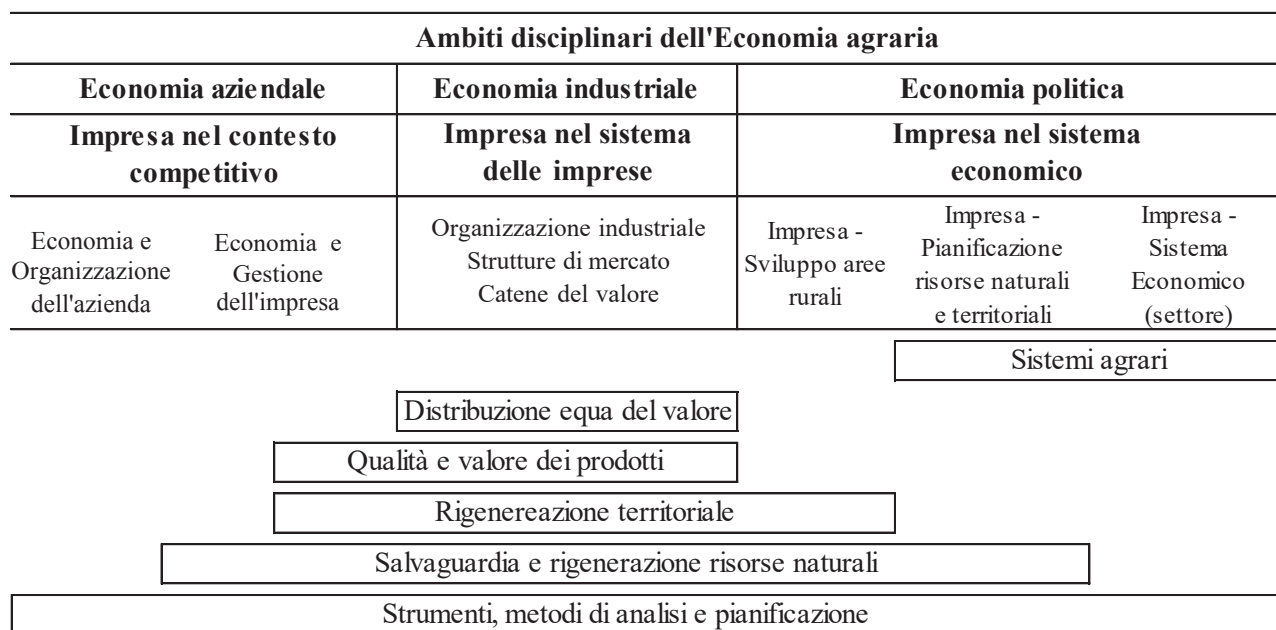 Ambiti disciplinari dell'Economia agraria
Economia aziendale
Economia industriale
Economia politica
Impresa nel contesto
competitivo
Impresa nel sistema
delle imprese
Impresa nel sistema
economico
Economia e
Organizzazione
dell'azienda
Economia e
Gestione
dell'impresa
Organizzazione industriale
Strutture di mercato
Catene del valore
Impresa -
Sviluppo aree
rurali
Impresa -
Pianificazione
risorse naturali
e territoriali
Impresa -
Sistema
Economico
(settore)
Sistemi agrari
Distribuzione equa del valore
Qualità e valore dei prodotti
Rigenereazione territoriale
Salvaguardia e rigenerazione risorse naturali
Strumenti, metodi di analisi e pianificazione